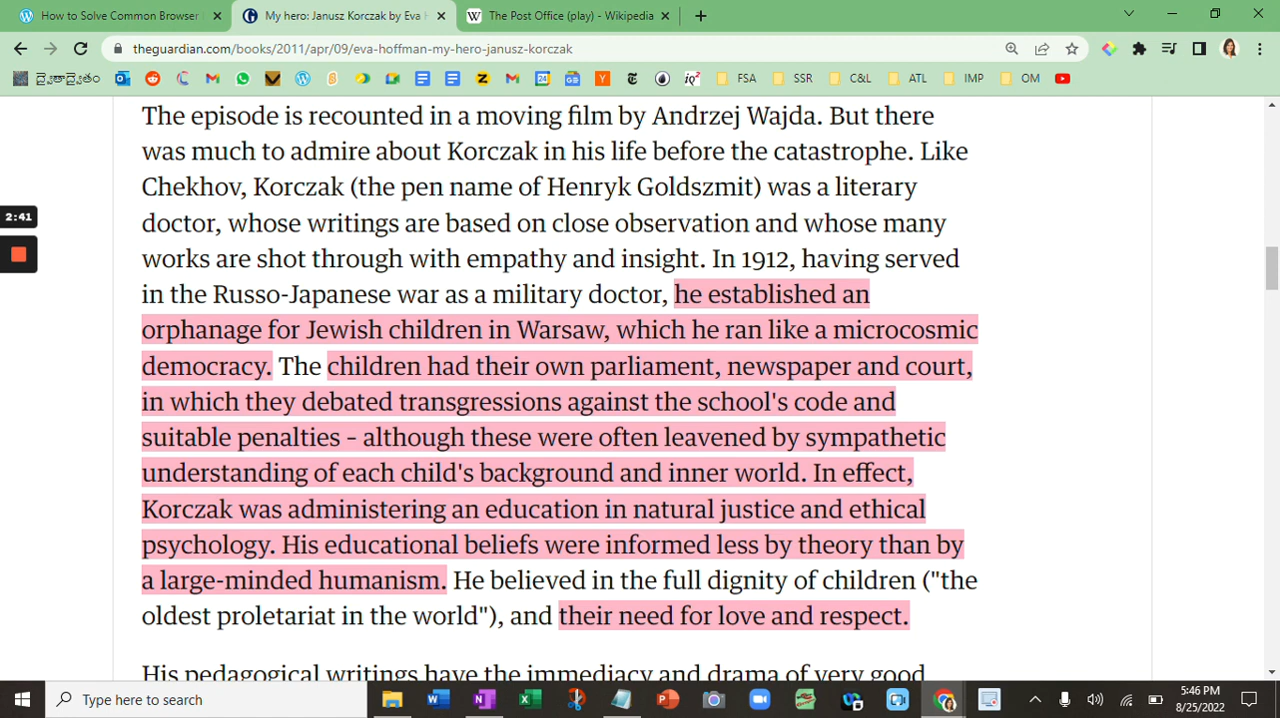 How to Solve Common Browser
My hero: Janusz Korczak by Eva H
The Post Office (play) - Wikipedia
theguardian.com/books/2011/apr/09/eva-hoffman-my-hero-janusz-korczak
FSA SSR C&L ATL IMP OM
The episode is recounted in a moving film by Andrzej Wajda. But there
was much to admire about Korczak in his life before the catastrophe. Like
Chekhov, Korczak (the pen name of Henryk Goldszmit) was a literary
doctor, whose writings are based on close observation and whose many
works are shot through with empathy and insight. In 1912, having served
in the Russo-Japanese war as a military doctor, he established an
orphanage for Jewish children in Warsaw, which he ran like a microcosmic
democracy. The children had their own parliament, newspaper and court,
in which they debated transgressions against the school's code and
suitable penalties – although these were often leavened by sympathetic
understanding of each child's background and inner world. In effect,
Korczak was administering an education in natural justice and ethical
psychology. His educational beliefs were informed less by theory than by
a large-minded humanism. He believed in the full dignity of children ("the
oldest proletariat in the world"), and their need for love and respect.
His pedagogical writings have the immediacy and drama of very good
2:41
Type here to search
5:46 PM
8/25/2022